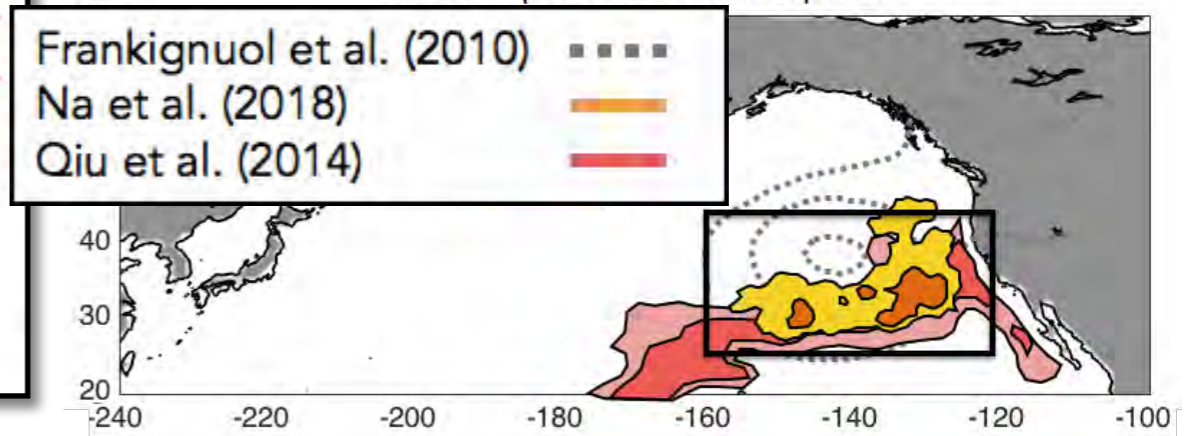 Frankignuol et al. (2010)
Na et al. (2018)
Qiu et al. (2014)
40
30
20
-240 -220 -200 -180 -160 -140 -120 -100